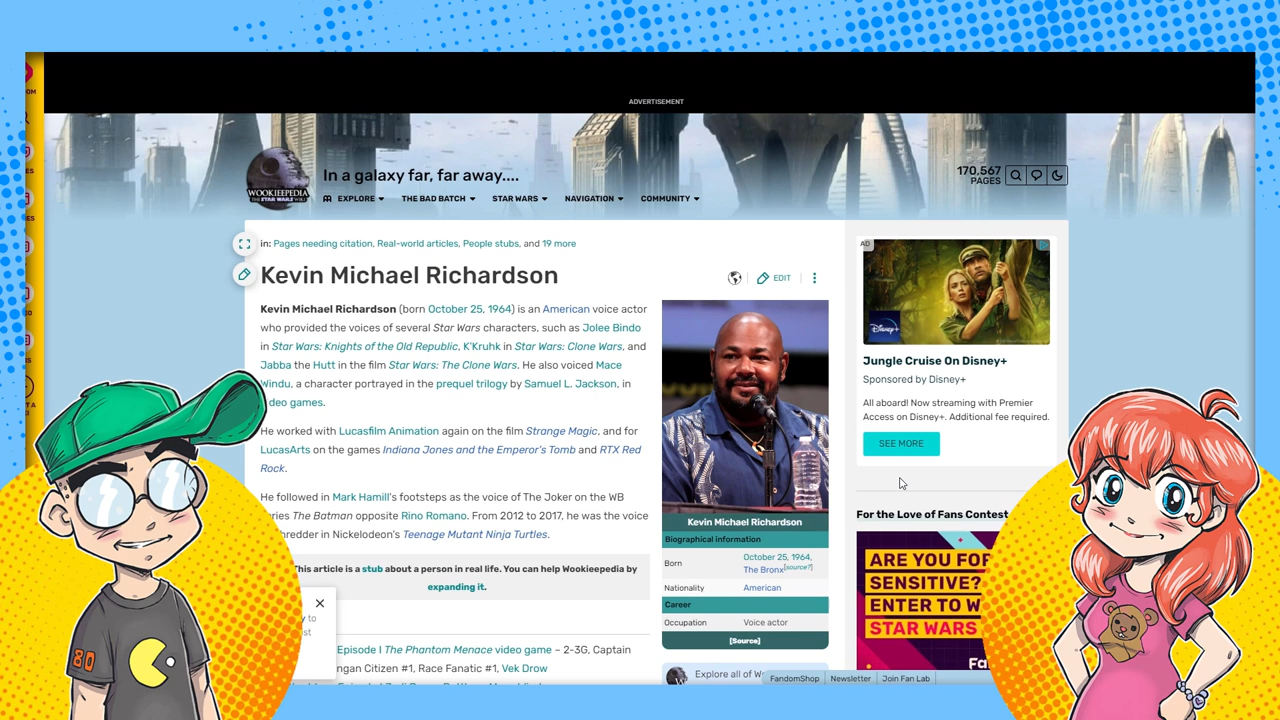 ADVERTISEMENT
WOOKIEEPEDIA
THE STAR WARS WIKI
In a galaxy far, far away....
170,567
PAGES
EXPLORE
THE BAD BATCH
STAR WARS
NAVIGATION
COMMUNITY
in: Pages needing citation, Real-world articles, People stubs, and 19 more
Kevin Michael Richardson
EDIT
Kevin Michael Richardson (born October 25, 1964) is an American voice actor
who provided the voices of several Star Wars characters, such as Jolee Bindo
in Star Wars: Knights of the Old Republic, K'Kruhk in Star Wars: Clone Wars, and
Jabba the Hutt in the film Star Wars: The Clone Wars. He also voiced Mace
Windu, a character portrayed in the prequel trilogy by Samuel L. Jackson, in
deo games.
He worked with Lucasfilm Animation again on the film Strange Magic, and for
LucasArts on the games Indiana Jones and the Emperor's Tomb and RTX Red
Rock.
He followed in Mark Hamill's footsteps as the voice of The Joker on the WB
ries The Batman opposite Rino Romano. From 2012 to 2017, he was the voice
hredder in Nickelodeon's Teenage Mutant Ninja Turtles.
This article is a stub about a person in real life. You can help Wookieepedia by
expanding it.
y to
st
Episode I The Phantom Menace video game – 2-3G, Captain
ngan Citizen #1, Race Fanatic #1, Vek Drow
Kevin Michael Richardson
Biographical information
Born
October 25, 1964,
The Bronx[source?]
Nationality
American
Career
Occupation
Voice actor
[Source]
Explore all of W
AD
Disney+
Jungle Cruise On Disney+
Sponsored by Disney+
All aboard! Now streaming with Premier
Access on Disney+. Additional fee required.
SEE MORE
For the Love of Fans Contest
ARE YOU FOR
SENSITIVE?
ENTER TO W
STAR WARS
Fa
FandomShop
Newsletter
Join Fan Lab
80